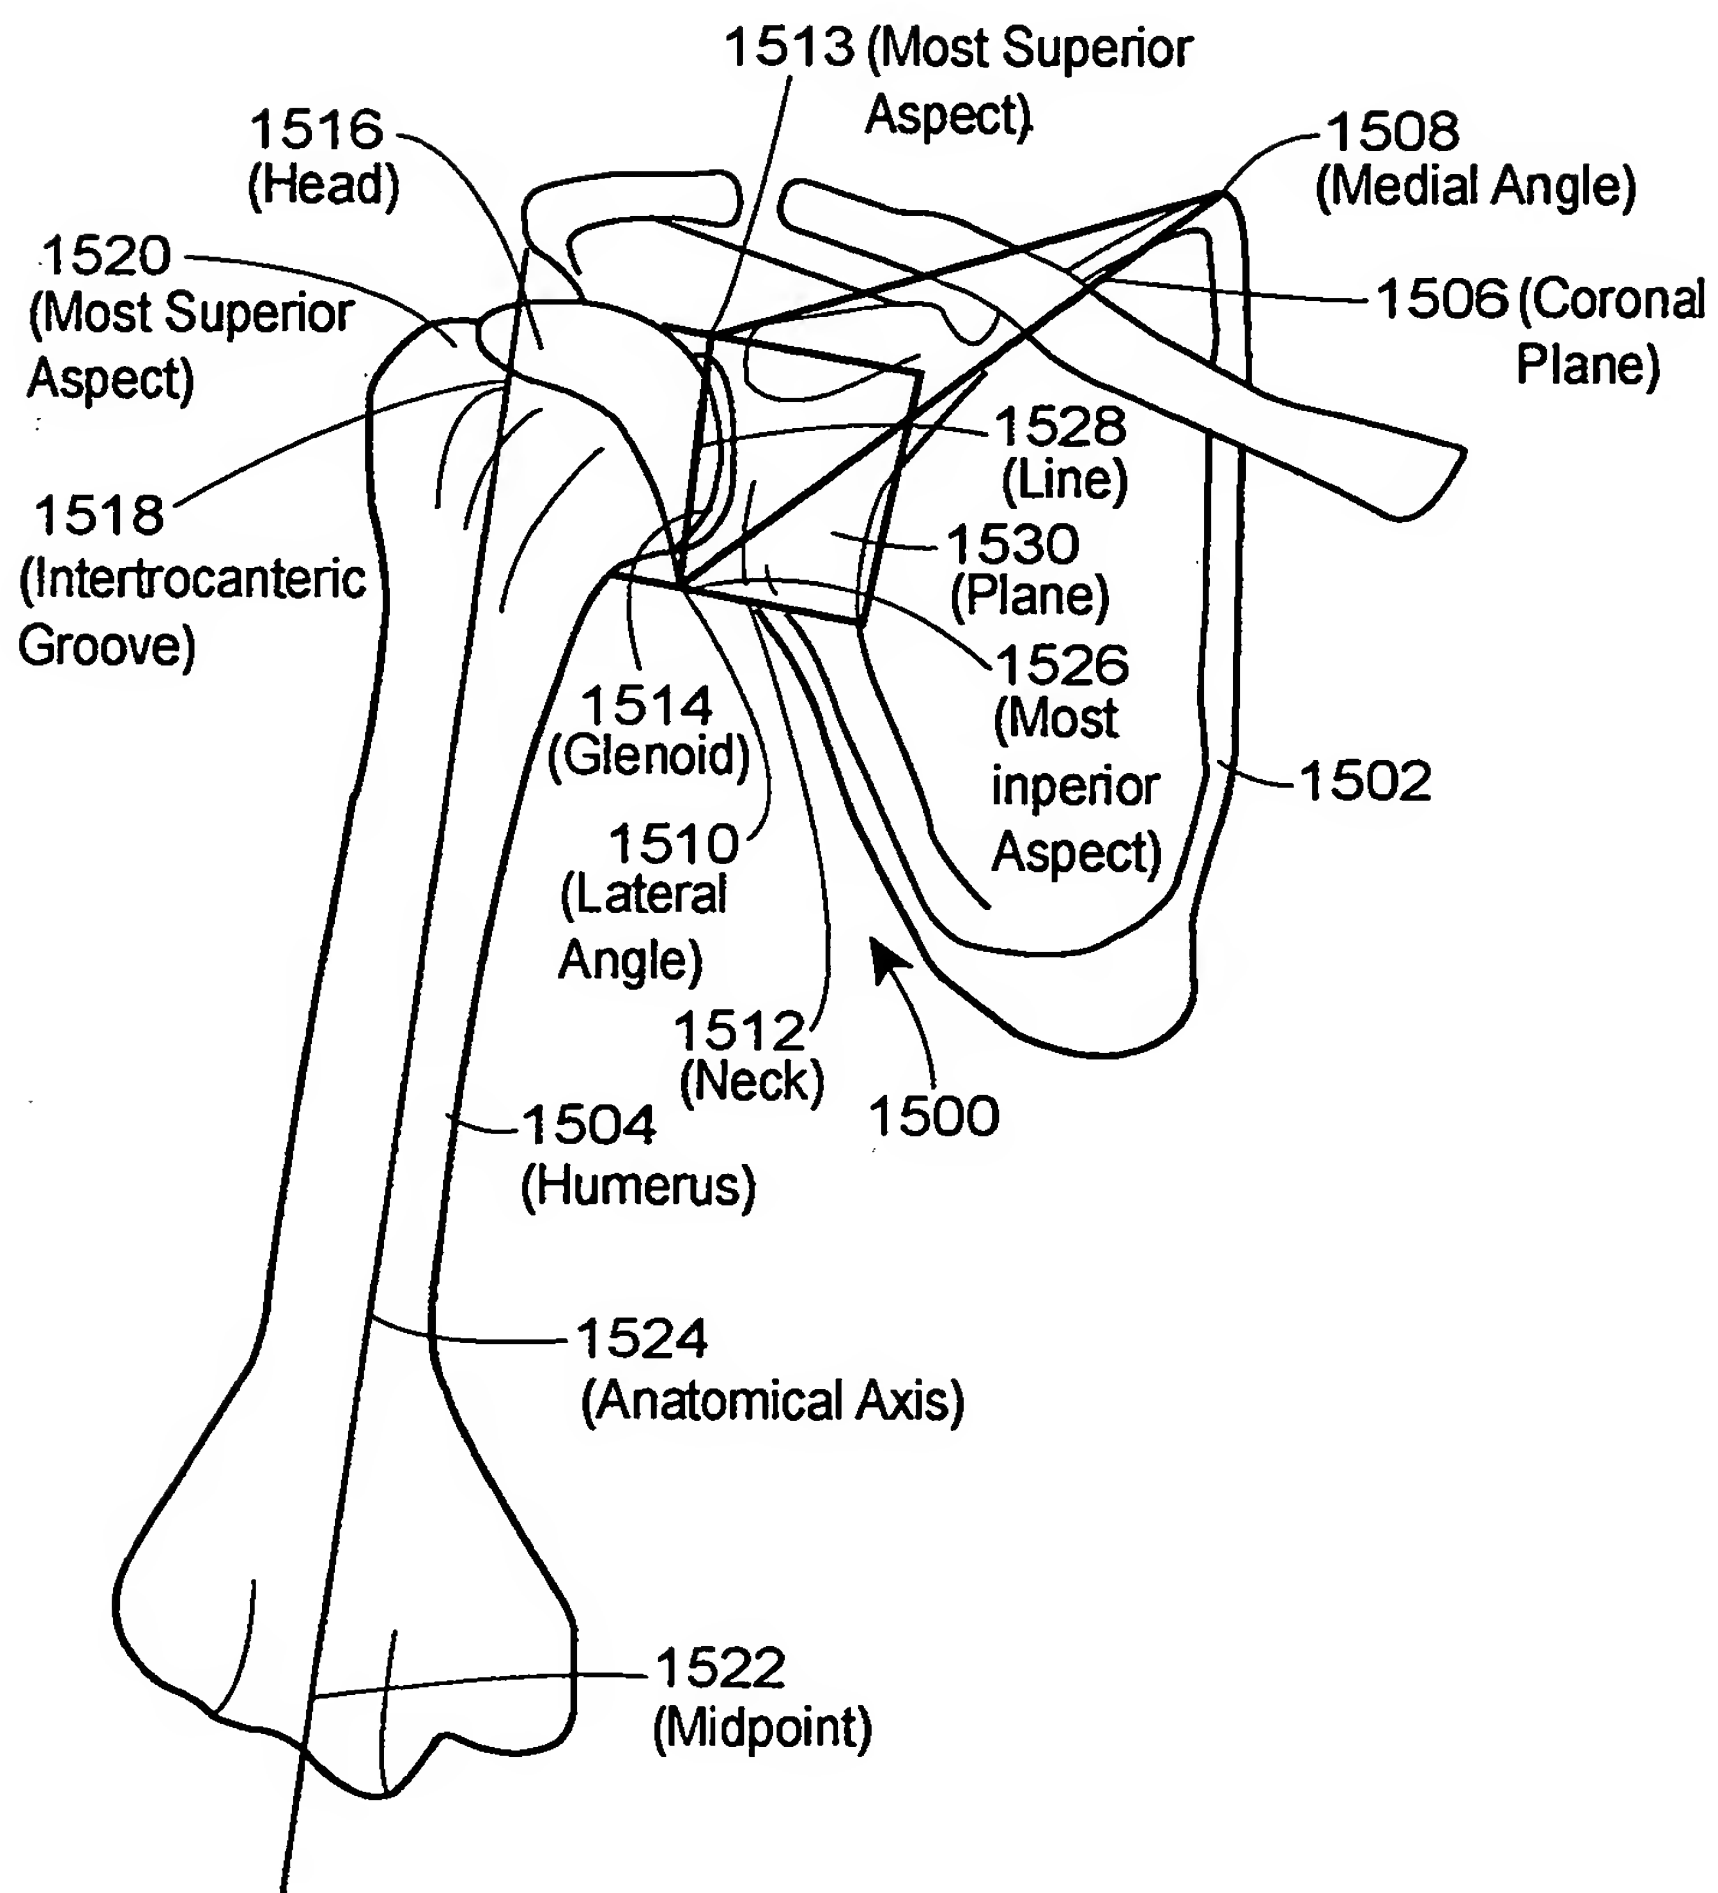 1513 (Most Superior
Aspect)
1516
(Head)
1508
(Medial Angle)
1520
(Most Superior
Aspect)
1506 (Coronal
Plane)
1528
(Line)
1518
(Intertrocanteric
Groove)
1530
(Plane)
1526
(Most
inperior
Aspect)
1514
(Glenoid)
1502
1510
(Lateral
Angle)
1512
(Neck)
1500
1504
(Humerus)
1524
(Anatomical Axis)
1522
(Midpoint)